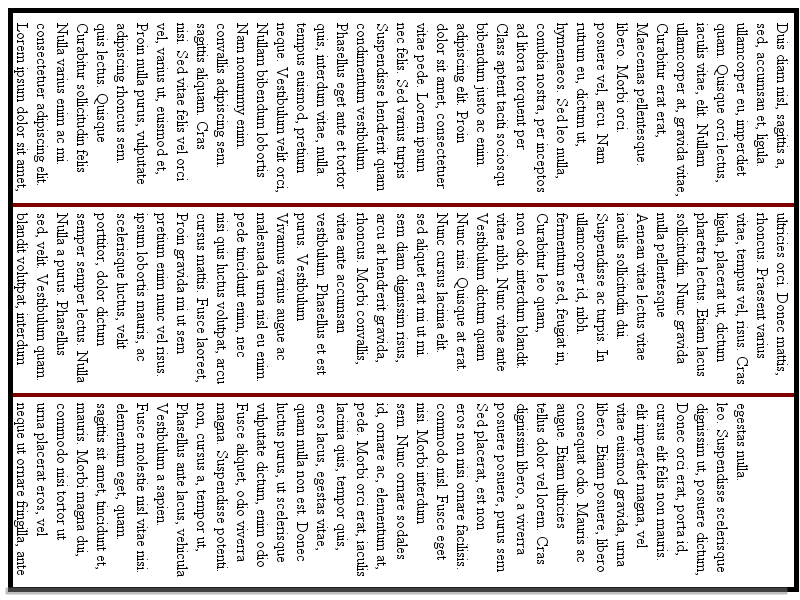 Lorem ipsum dolor sit amet,
consectetuer adipiscing elit.
Nulla varius enim ac mi.
Curabitur sollicitudin felis
quis lectus. Quisque
adipiscing rhoncus sem.
Proin nulla purus, vulputate
vel, varius ut, euismod et,
nisi. Sed vitae felis vel orci
sagittis aliquam. Cras
convallis adipiscing sem.
Nam nonummy enim.
Nullam bibendum lobortis
neque. Vestibulum velit orci,
tempus euismod, pretium
quis, interdum vitae, nulla.
Phasellus eget ante et tortor
condimentum vestibulum.
Suspendisse hendrerit quam
nec felis. Sed varius turpis
vitae pede. Lorem ipsum
dolor sit amet, consectetuer
adipiscing elit. Proin
bibendum justo ac enim.
Class aptent taciti sociosqu
ad litora torquent per
conubia nostra, per inceptos
hymenaeos. Sed leo nulla,
rutrum eu, dictum ut,
posuere vel, arcu. Nam
libero. Morbi orci.
Maecenas pellentesque.
Curabitur erat erat,
ullamcorper at, gravida vitae,
iaculis vitae, elit. Nullam
quam. Quisque orci lectus,
ullamcorper eu, imperdiet
sed, accumsan et, ligula.
Duis diam nisl, sagittis a,
blandit volutpat, interdum
sed, velit. Vestibulum quam.
Nulla a purus. Phasellus
semper semper lectus. Nulla
porttitor, dolor dictum
scelerisque luctus, velit
ipsum lobortis mauris, ac
pretium enim nunc vel risus.
Proin gravida mi ut sem
cursus mattis. Fusce laoreet,
nisi quis luctus volutpat, arcu
pede tincidunt enim, nec
malesuada urna nisl eu enim.
Vivamus varius augue ac
purus. Vestibulum
vestibulum. Phasellus et est
vitae ante accumsan
rhoncus. Morbi convallis,
arcu at hendrerit gravida,
sem diam dignissim risus,
sed aliquet erat mi ut mi.
Nunc cursus lacinia elit.
Nunc nisi. Quisque at erat.
Vestibulum dictum quam
vitae nibh. Nunc vitae ante
non odio interdum blandit.
Curabitur leo quam,
fermentum sed, feugiat in,
ullamcorper id, nibh.
Suspendisse ac turpis. In
iaculis sollicitudin dui.
Aenean vitae lectus vitae
nulla pellentesque
sollicitudin. Nunc gravida
pharetra lectus. Etiam lacus
ligula, placerat ut, dictum
vitae, tempus vel, risus. Cras
rhoncus. Praesent varius
ultricies orci. Donec mattis,
neque ut ornare fringilla, ante
urna placerat eros, vel
commodo nisi tortor ut
mauris. Morbi magna dui,
sagittis sit amet, tincidunt et,
elementum eget, quam.
Fusce molestie nisl vitae nisi.
Vestibulum a sapien.
Phasellus ante lacus, vehicula
non, cursus a, tempor ut,
magna. Suspendisse potenti.
Fusce aliquet, odio viverra
vulputate dictum, enim odio
luctus purus, ut scelerisque
quam nulla non est. Donec
eros lacus, egestas vitae,
lacinia quis, tempor quis,
pede. Morbi orci erat, iaculis
id, ornare ac, elementum at,
sem. Nunc ornare sodales
nisi. Morbi interdum
commodo nisl. Fusce eget
eros non nisi ornare facilisis.
Sed placerat, est non
posuere posuere, purus sem
dignissim libero, a viverra
tellus dolor vel lorem. Cras
augue. Etiam ultricies
consequat odio. Mauris ac
libero. Etiam posuere, libero
vitae euismod gravida, urna
elit imperdiet magna, vel
cursus elit felis non mauris.
Donec orci erat, porta id,
dignissim ut, posuere dictum,
leo. Suspendisse scelerisque
egestas nulla.